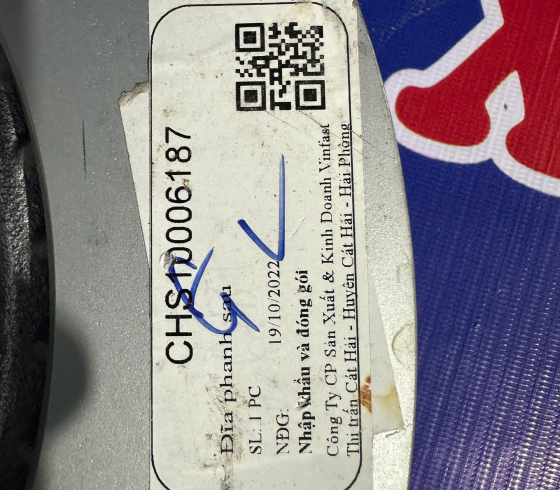 CHS10006187
Đĩa phanh sau
SL: 1 PC
NĐG: 19/10/2022
Nhập khẩu và đóng gói
Công Ty CP Sản Xuất & Kinh Doanh Vinfast
Thị trấn Cát Hải - Huyện Cát Hải - Hải Phòng